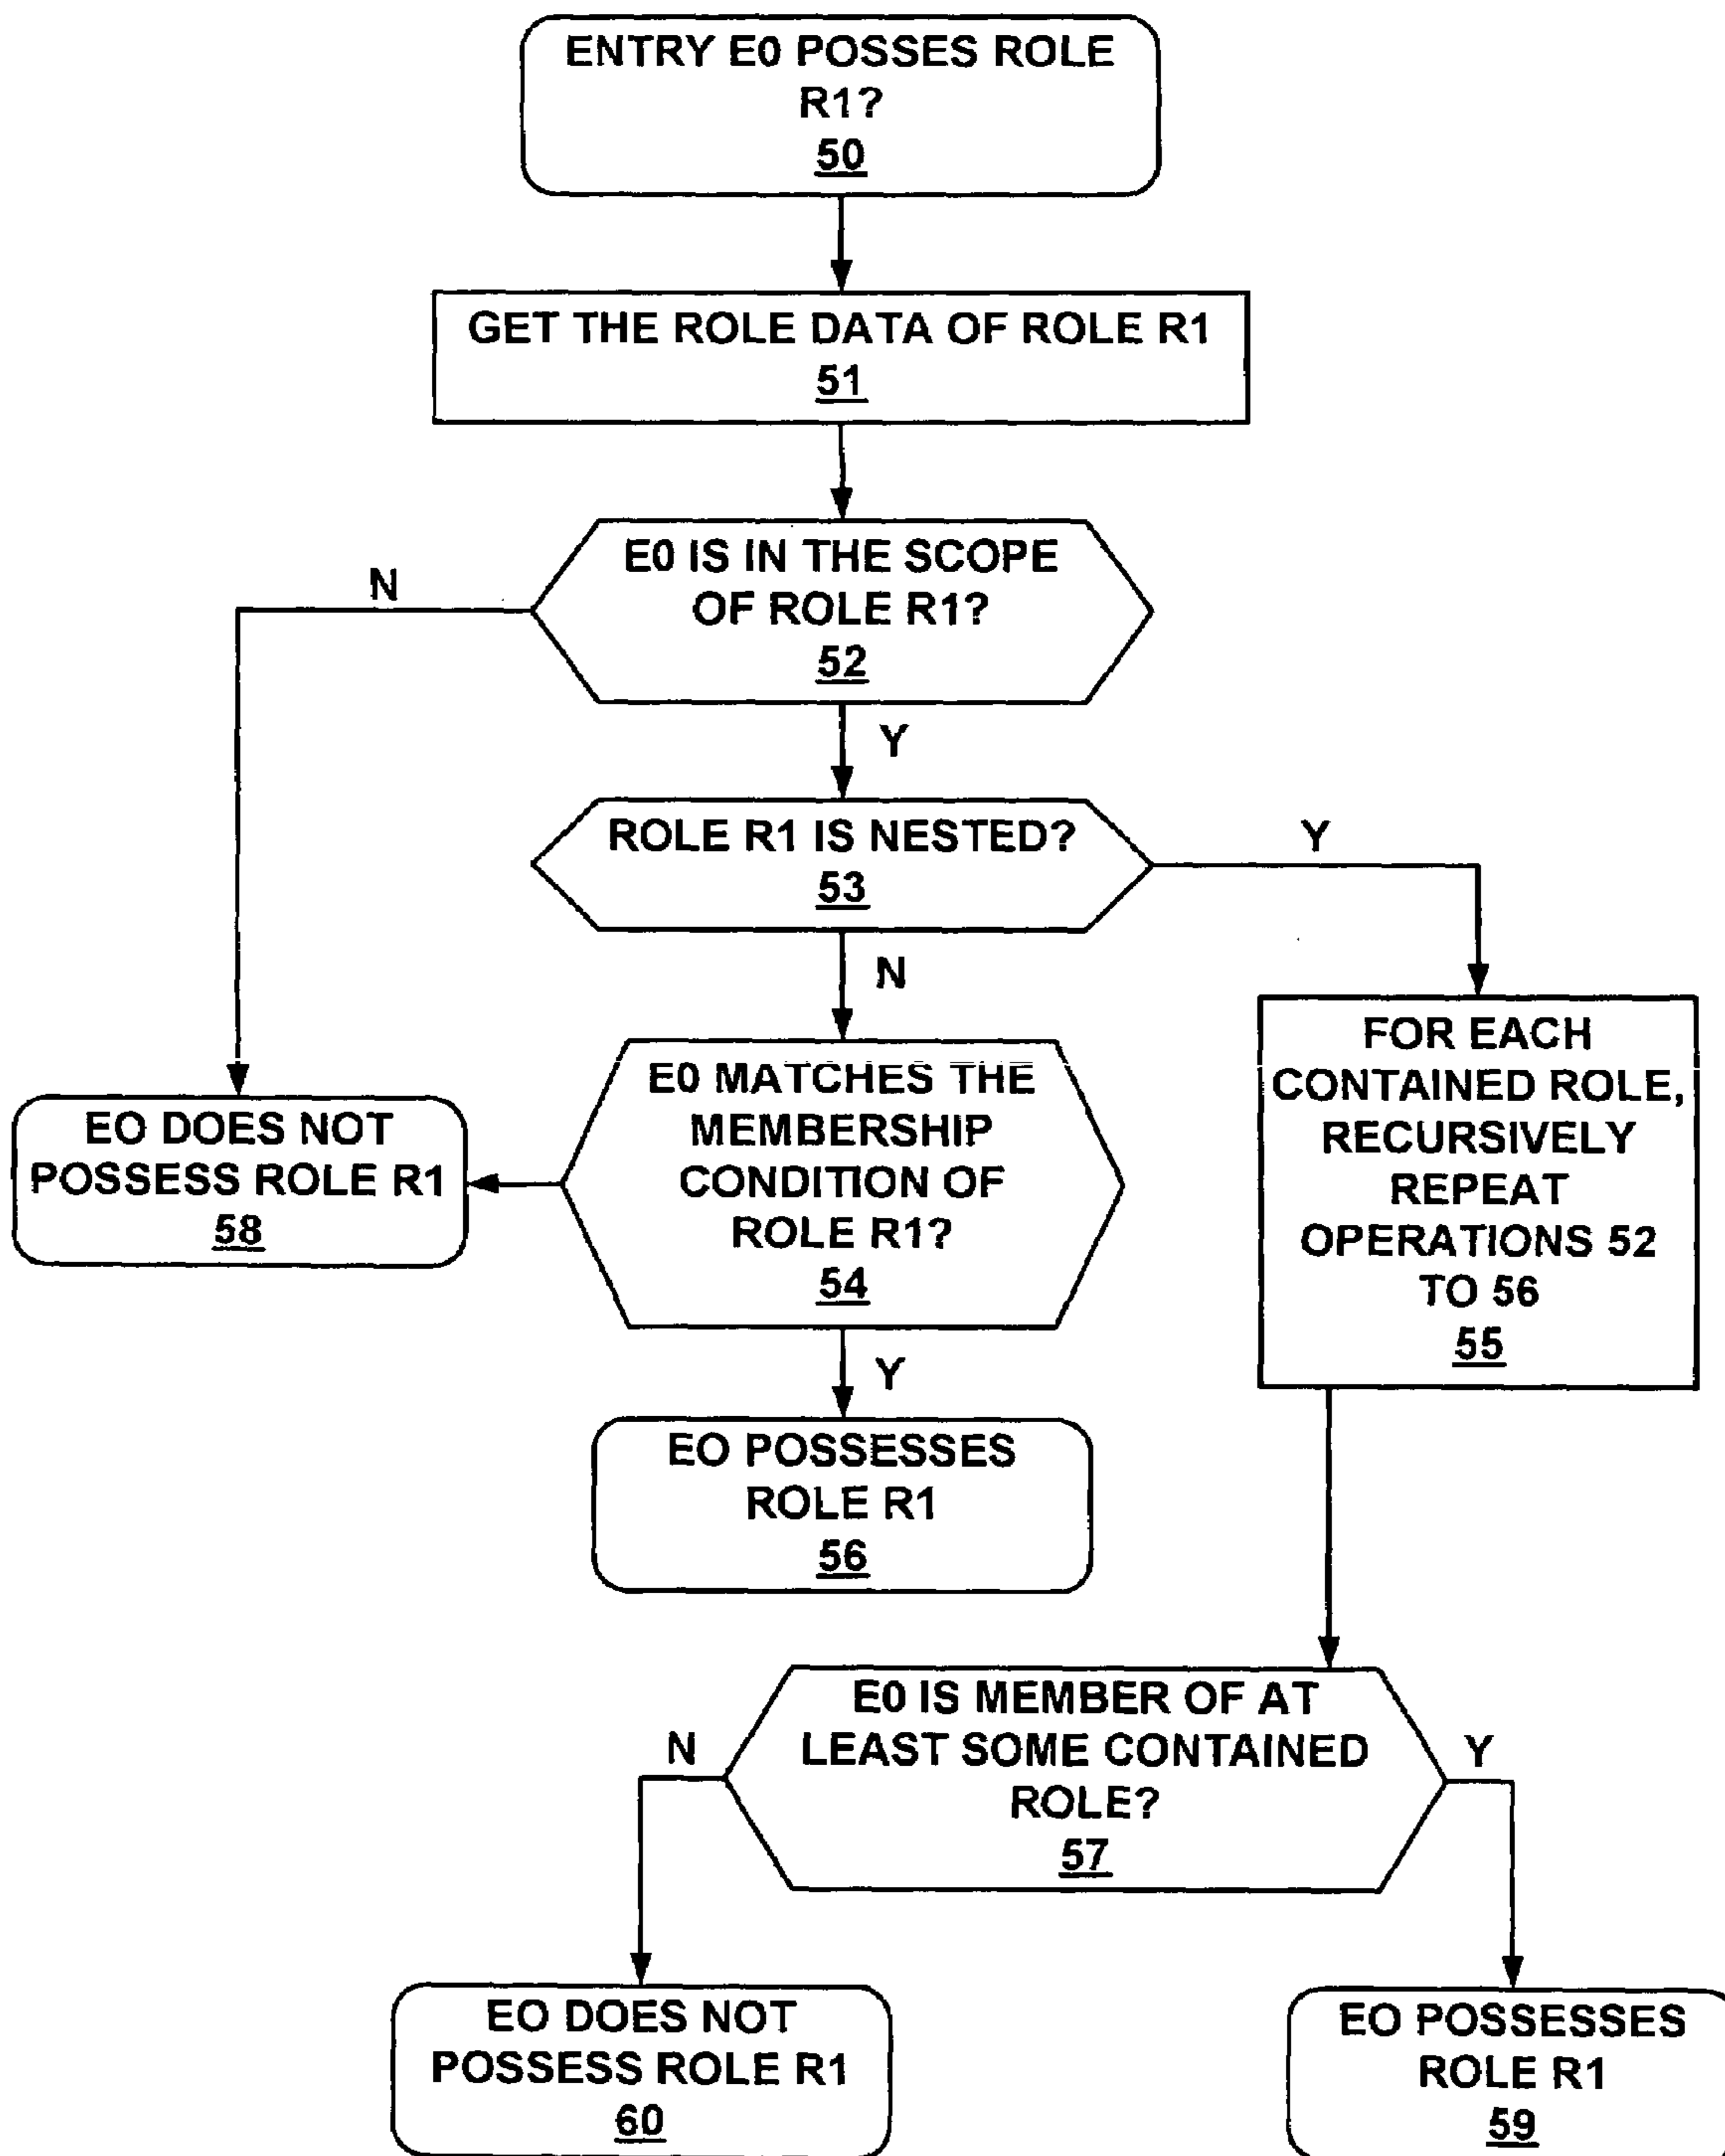 ENTRY E0 POSSES ROLE
R1?
50
GET THE ROLE DATA OF ROLE R1
51
E0 IS IN THE SCOPE
OF ROLE R1?
52
N
Y
ROLE R1 IS NESTED?
53
Y
N
FOR EACH
CONTAINED ROLE,
RECURSIVELY
REPEAT
OPERATIONS 52
TO 56
55
E0 MATCHES THE
MEMBERSHIP
CONDITION OF
ROLE R1?
54
EO DOES NOT
POSSESS ROLE R1
58
Y
EO POSSESSES
ROLE R1
56
E0 IS MEMBER OF AT
LEAST SOME CONTAINED
ROLE?
57
N
Y
EO DOES NOT
POSSESS ROLE R1
60
EO POSSESSES
ROLE R1
59